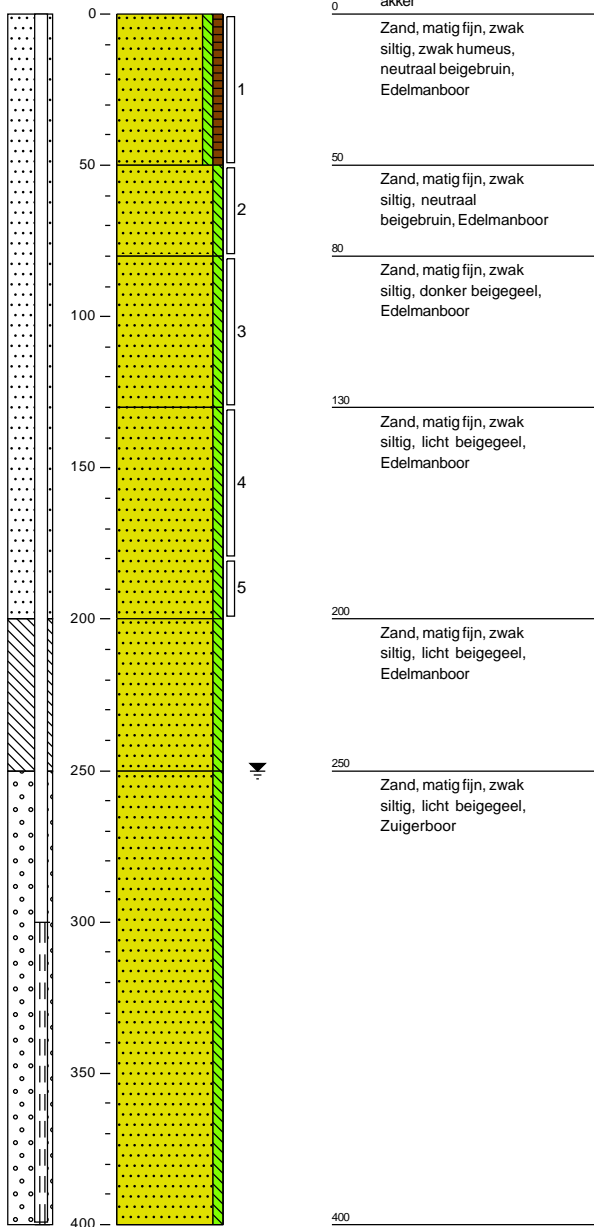 0
50
100
150
200
250
300
350
400
1
2
3
4
5
akker
0
Zand, matig fijn, zwak
siltig, zwak humeus,
neutraal beigebruin,
Edelmanboor
50
Zand, matig fijn, zwak
siltig, neutraal
beigebruin, Edelmanboor
80
Zand, matig fijn, zwak
siltig, donker beigegeel,
Edelmanboor
130
Zand, matig fijn, zwak
siltig, licht beigegeel,
Edelmanboor
200
Zand, matig fijn, zwak
siltig, licht beigegeel,
Edelmanboor
250
Zand, matig fijn, zwak
siltig, licht beigegeel,
Zuigerboor
400